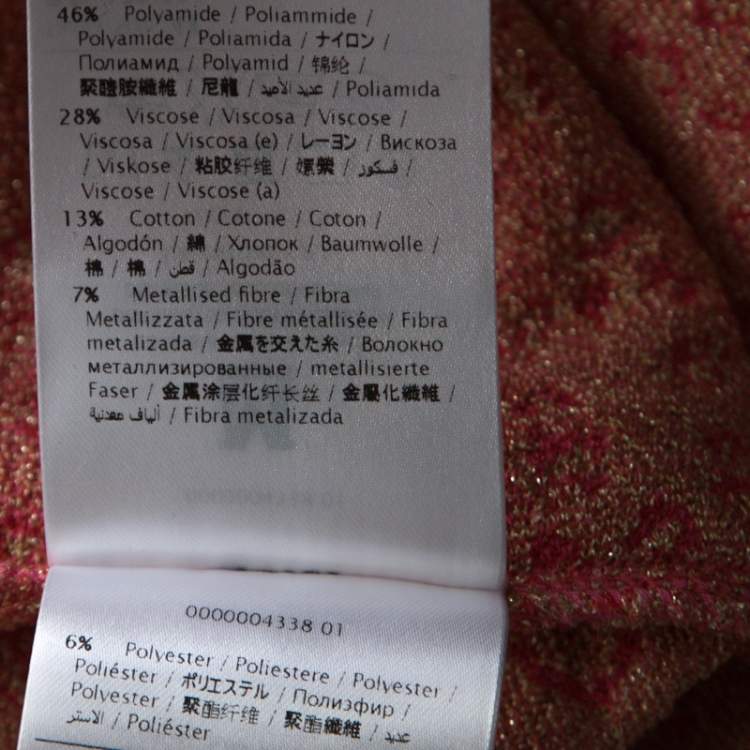 46% Polyamide / Poliammide /
Polyamide / Poliamida / ナイロン /
Полиамид / Polyamid / 锦纶 /
聚醯胺纖維 / 尼龍 / عديد الأميد / Poliamida
28% Viscose / Viscosa / Viscose /
Viscosa / Viscosa (e) / レーヨン / Вискоза
/ Viskose / 粘胶纤维 / 嫘縈 / فسكوز /
Viscose / Viscose (a)
13% Cotton / Cotone / Coton /
Algodón / 綿 / Хлопок / Baumwolle /
棉 / 棉 / قطن / Algodão
7% Metallised fibre / Fibra
Metallizzata / Fibre métallisée / Fibra
metalizada / 金属を交えた糸 / Волокно
металлизированные / metallisierte
Faser / 金属涂层化纤长丝 / 金屬化纖維 /
ألياف معدنية / Fibra metalizada
0000004338 01
6% Polyester / Poliestere / Polyester /
Poliéster / ポリエステル / Полиэфир /
Polyester / 聚酯纤维 / 聚酯纖維 / عديد
الاستر / Poliéster